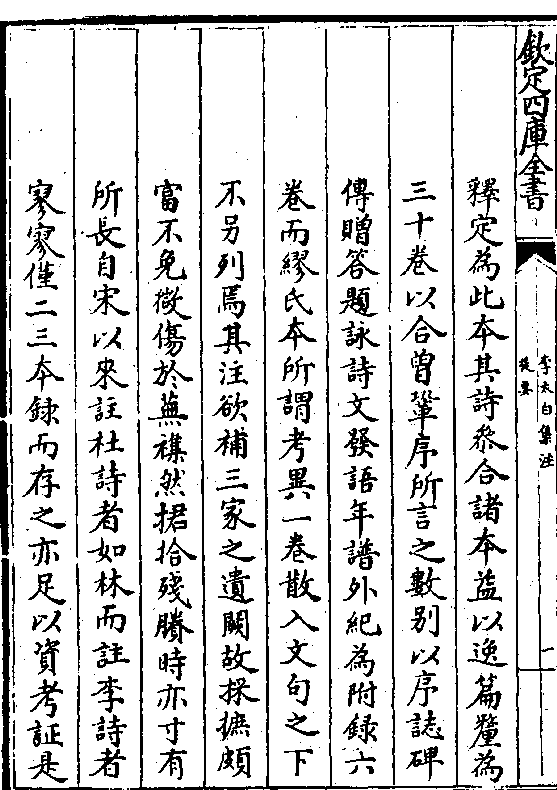 欽定四庫全書
李太白集注
提要
一
釋定為此本其詩叅合諸本益以逸篇釐為
三十卷以合曾鞏序所言之數別以序誌碑
傳贈答題詠詩文發語年譜外紀為附録六
卷而繆氏本所謂考異一卷散入文句之下
不另列焉其注欲補三家之遺闕故採摭頗
富不免㣲傷於蕪襍然捃拾殘賸時亦寸有
所長自宋以來註杜詩者如林而註李詩者
寥寥僅二三本録而存之亦足以資考証是